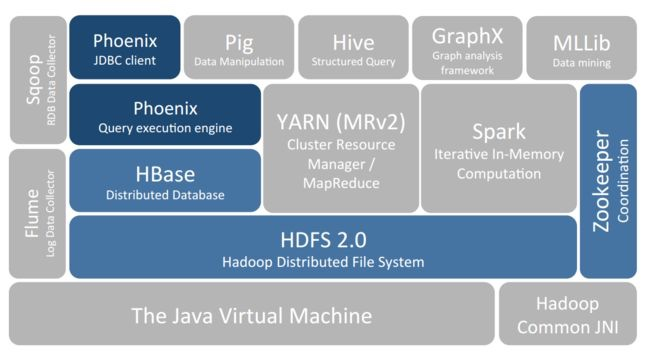 Sqoop
RDB Data Collector
Phoenix
JDBC client
Pig
Data Manipulation
Hive
Structured Query
GraphX
Graph analysis
framework
MLLib
Data mining
Phoenix
Query execution engine
YARN (MRv2)
Cluster Resource
Manager /
MapReduce
Spark
Iterative In-Memory
Computation
Zookeeper
Coordination
Flume
Log Data Collector
HBase
Distributed Database
HDFS 2.0
Hadoop Distributed File System
The Java Virtual Machine
Hadoop
Common JNI